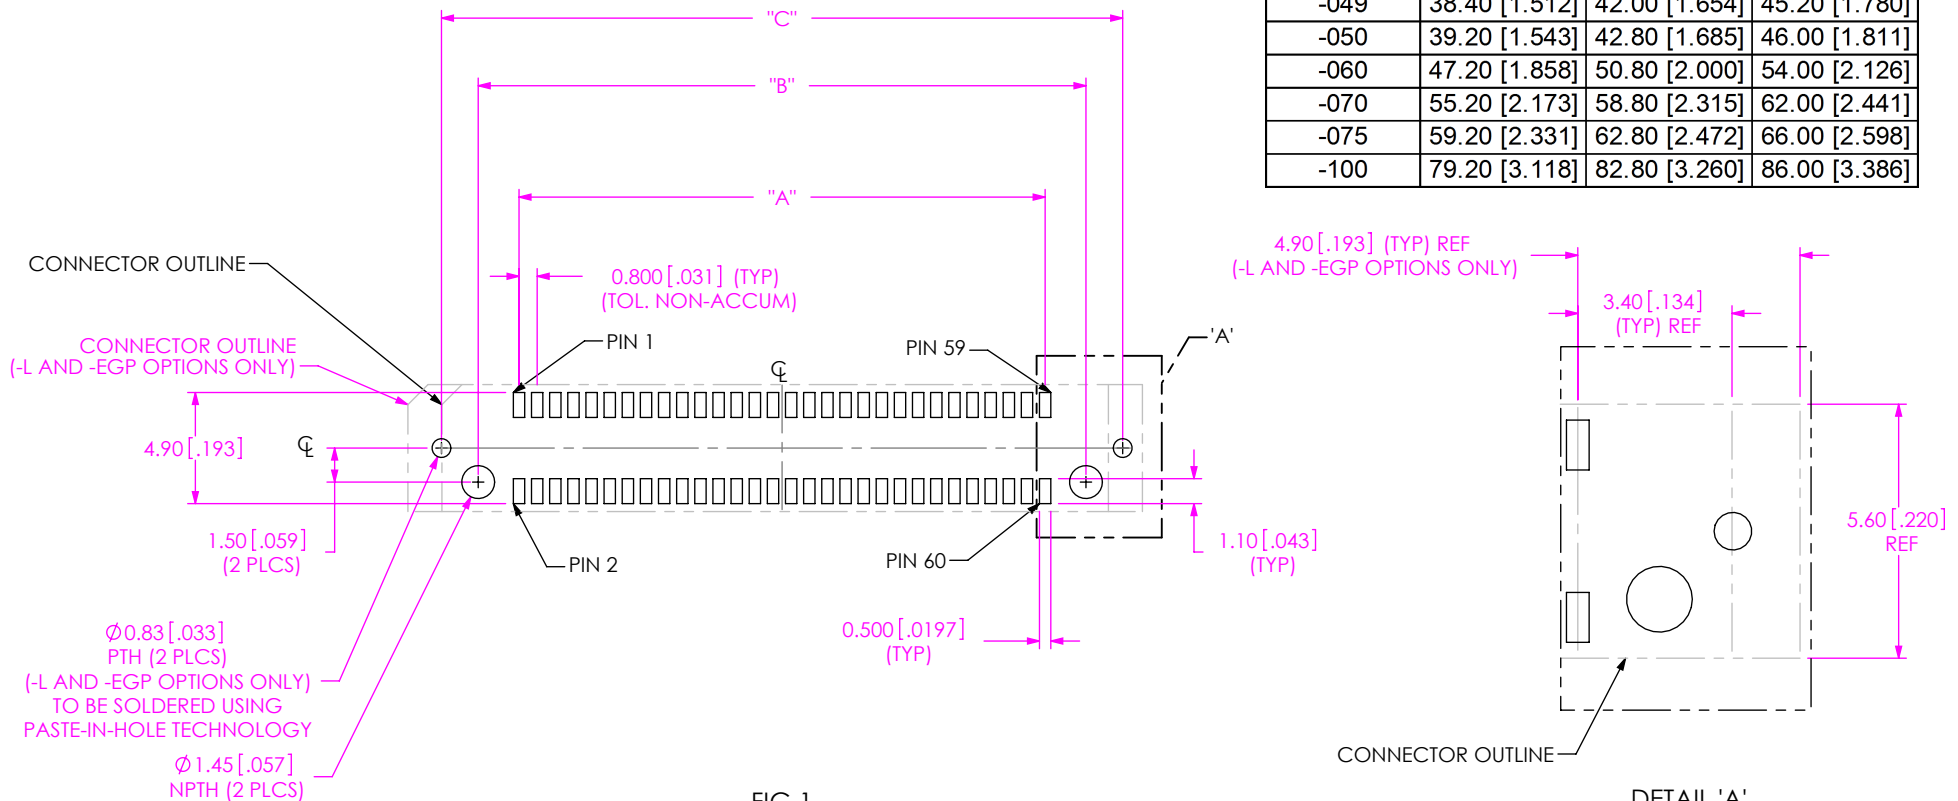 "C"
-049 38.40 [1.512] 42.00 [1.654] 45.20 [1.780]
-050 39.20 [1.543] 42.80 [1.685] 46.00 [1.811]
-060 47.20 [1.858] 50.80 [2.000] 54.00 [2.126]
-070 55.20 [2.173] 58.80 [2.315] 62.00 [2.441]
-075 59.20 [2.331] 62.80 [2.472] 66.00 [2.598]
-100 79.20 [3.118] 82.80 [3.260] 86.00 [3.386]
"B"
"A"
CONNECTOR OUTLINE
0.800 [.031] (TYP)
(TOL. NON-ACCUM)
CONNECTOR OUTLINE
(-L AND -EGP OPTIONS ONLY)
PIN 1
PIN 59
'A'
℄
4.90 [.193]
℄
1.50 [.059]
(2 PLCS)
PIN 2
PIN 60
1.10 [.043]
(TYP)
0.500 [.0197]
(TYP)
Ø0.83 [.033]
PTH (2 PLCS)
(-L AND -EGP OPTIONS ONLY)
TO BE SOLDERED USING
PASTE-IN-HOLE TECHNOLOGY
Ø1.45 [.057]
NPTH (2 PLCS)
FIG 1
4.90 [.193] (TYP) REF
(-L AND -EGP OPTIONS ONLY)
3.40 [.134]
(TYP) REF
5.60 [.220]
REF
CONNECTOR OUTLINE
DETAIL 'A'